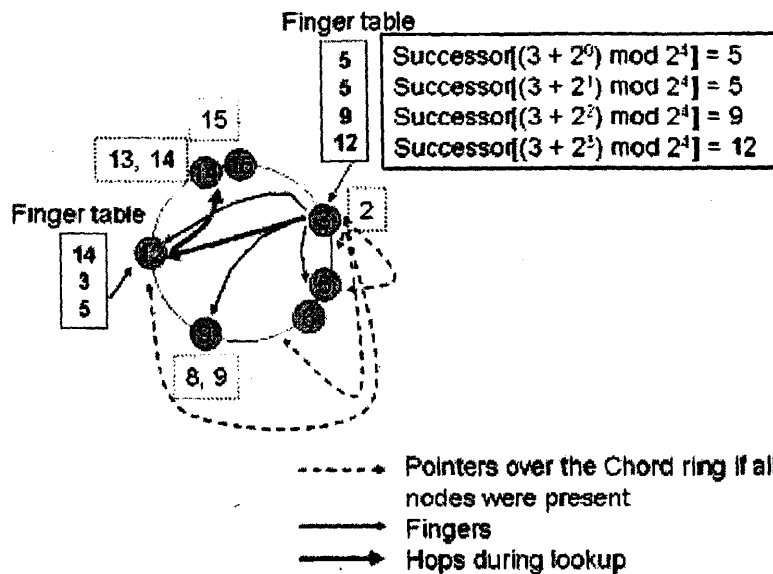 Finger table
5
5
9
12
Successor[(3 + 2⁰) mod 2⁴] = 5
Successor[(3 + 2¹) mod 2⁴] = 5
Successor[(3 + 2²) mod 2⁴] = 9
Successor[(3 + 2³) mod 2⁴] = 12
15
13, 14
2
Finger table
14
3
5
12
9
8, 9
Pointers over the Chord ring if all
nodes were present
Fingers
Hops during lookup